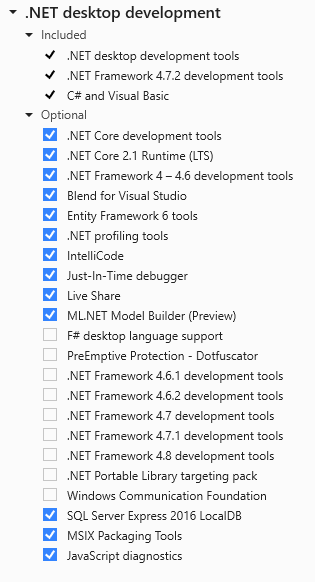 .NET desktop development
Included
.NET desktop development tools
.NET Framework 4.7.2 development tools
C# and Visual Basic
Optional
.NET Core development tools
.NET Core 2.1 Runtime (LTS)
.NET Framework 4 – 4.6 development tools
Blend for Visual Studio
Entity Framework 6 tools
.NET profiling tools
IntelliCode
Just-In-Time debugger
Live Share
ML.NET Model Builder (Preview)
F# desktop language support
PreEmptive Protection - Dotfuscator
.NET Framework 4.6.1 development tools
.NET Framework 4.6.2 development tools
.NET Framework 4.7 development tools
.NET Framework 4.7.1 development tools
.NET Framework 4.8 development tools
.NET Portable Library targeting pack
Windows Communication Foundation
SQL Server Express 2016 LocalDB
MSIX Packaging Tools
JavaScript diagnostics